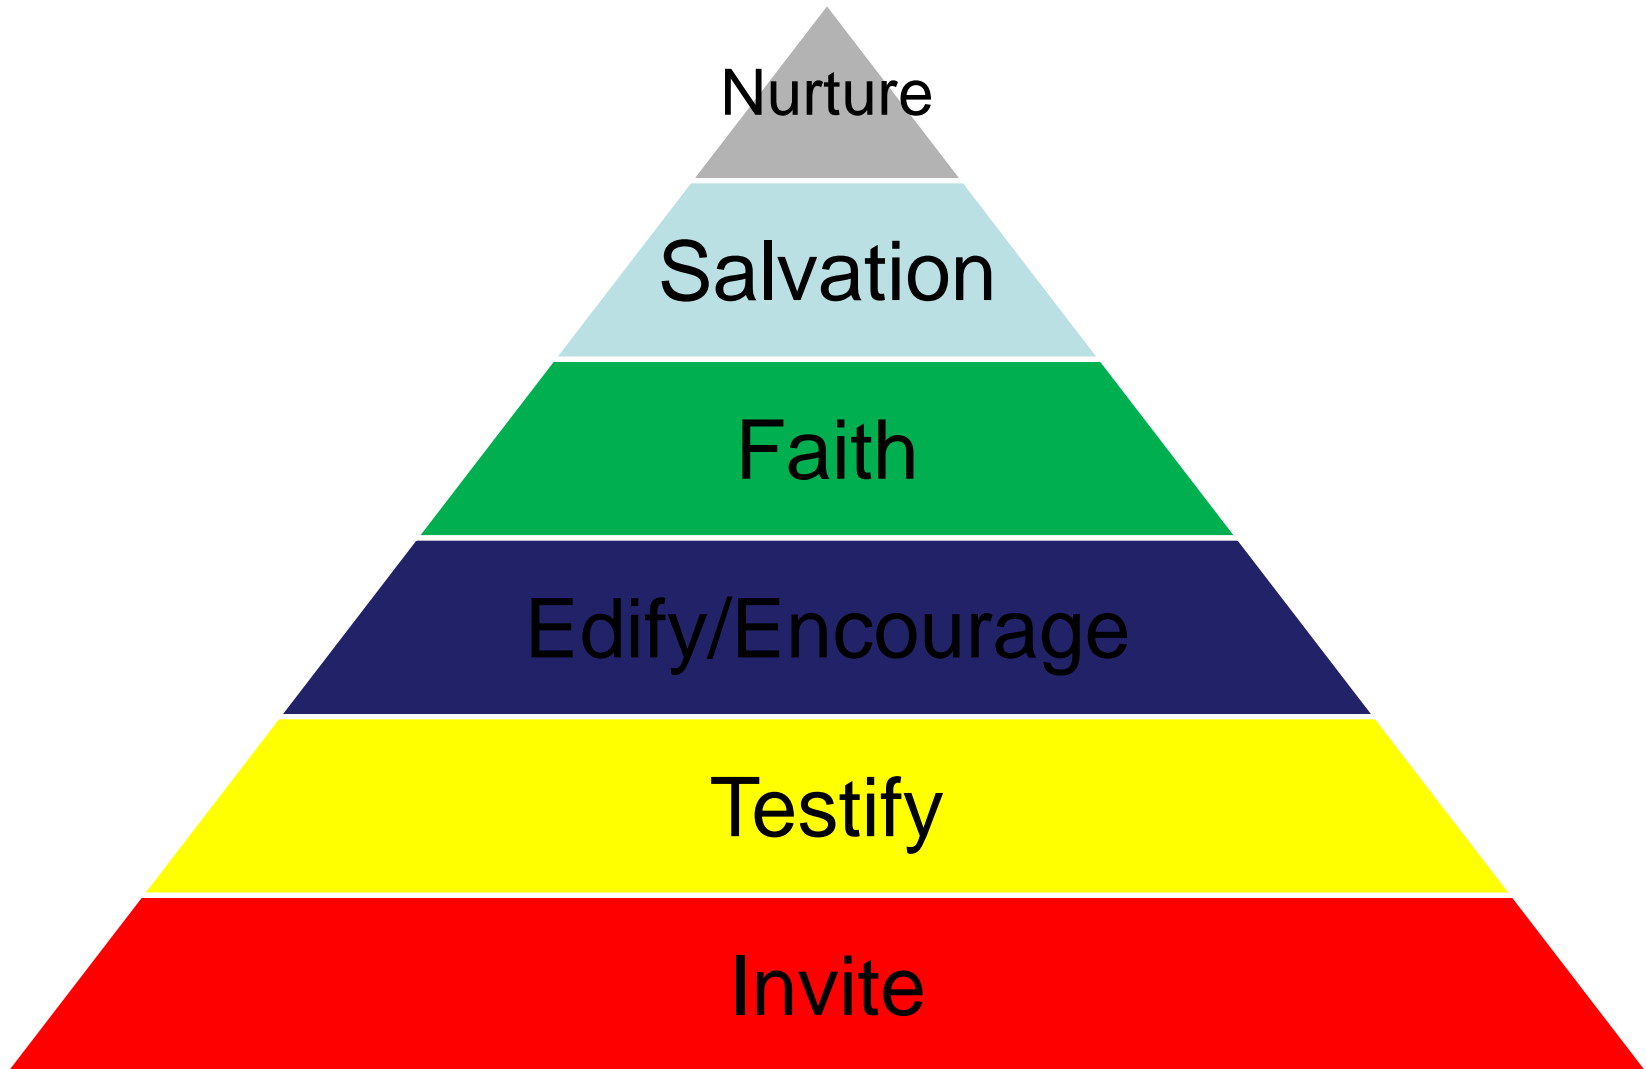 Nurture
Salvation
Faith
Edify/Encourage
Testify
Invite